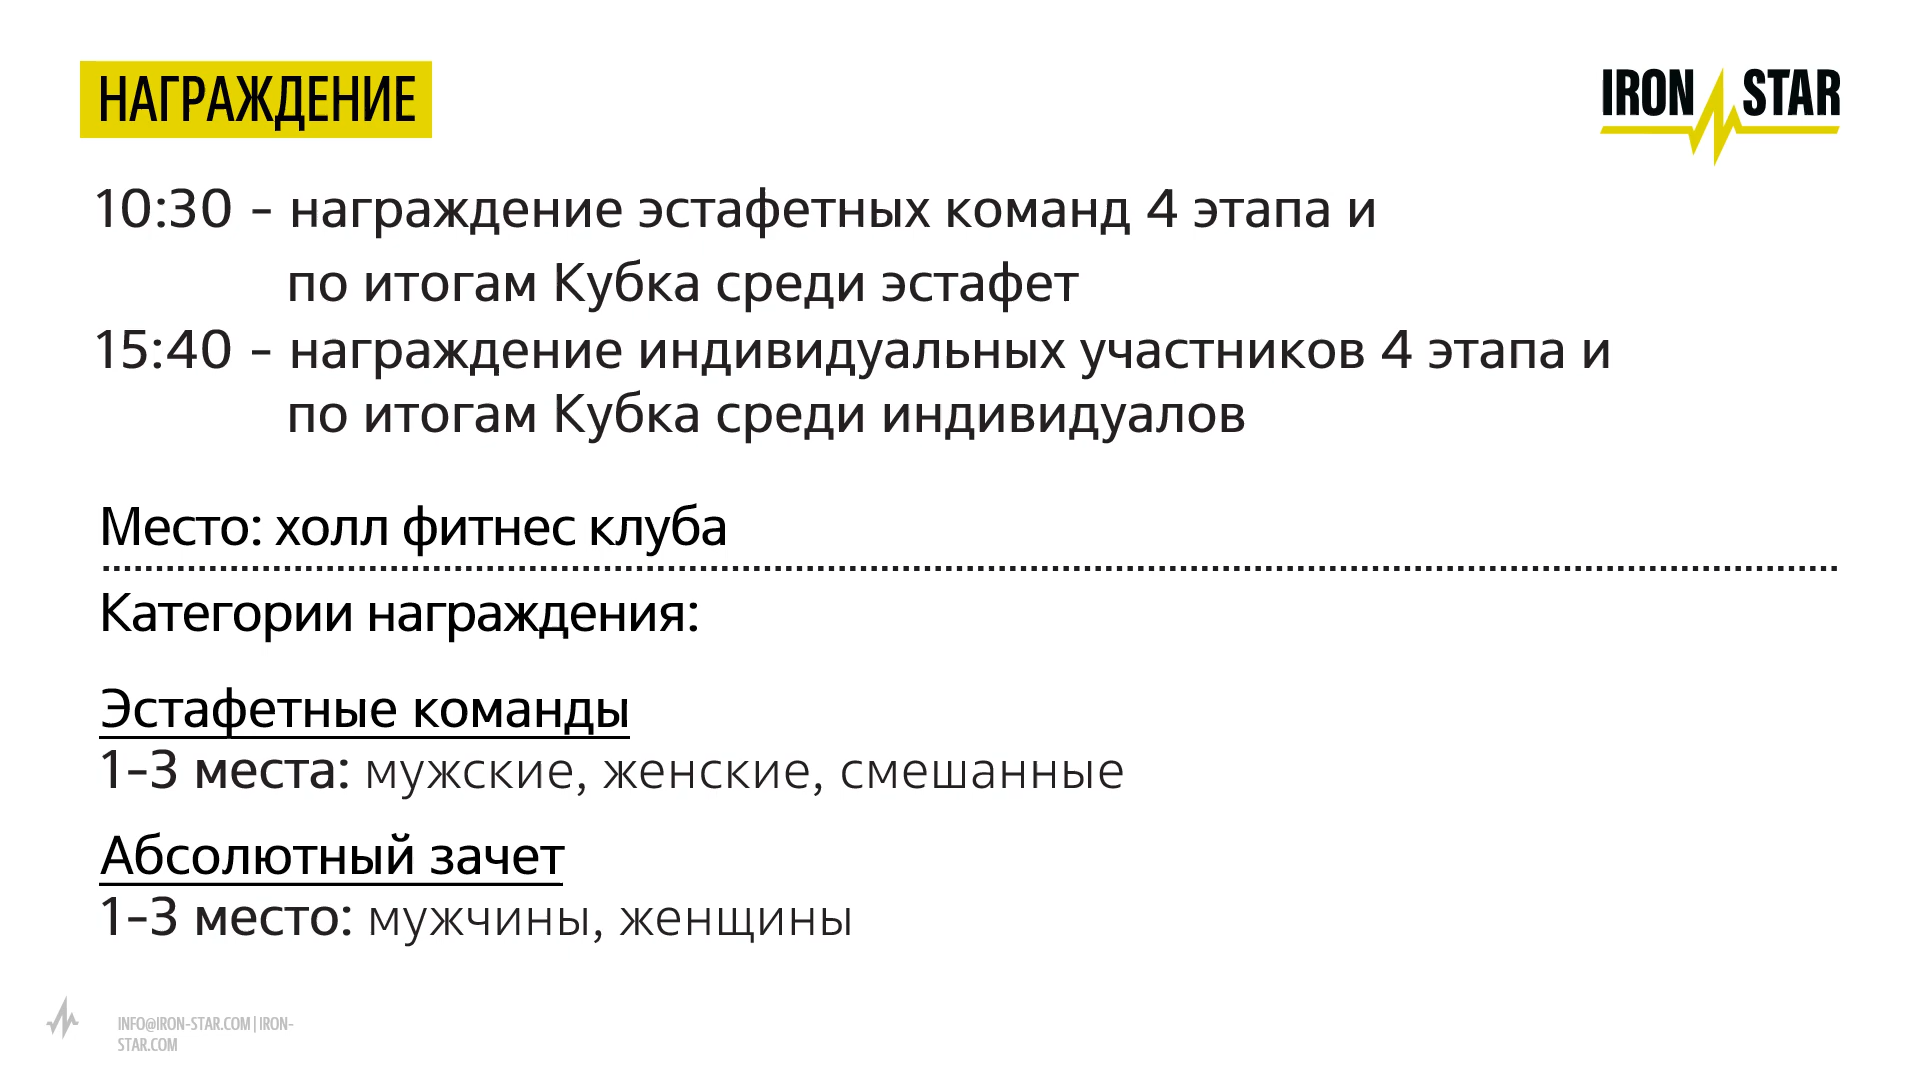 НАГРАЖДЕНИЕ
IRON STAR
10:30 – награждение эстафетных команд 4 этапа и
по итогам Кубка среди эстафет
15:40 – награждение индивидуальных участников 4 этапа и
по итогам Кубка среди индивидуалов
Место: холл фитнес клуба
Категории награждения:
Эстафетные команды
1–3 места: мужские, женские, смешанные
Абсолютный зачет
1–3 место: мужчины, женщины
INFO@IRON-STAR.COM | IRON-
STAR.COM